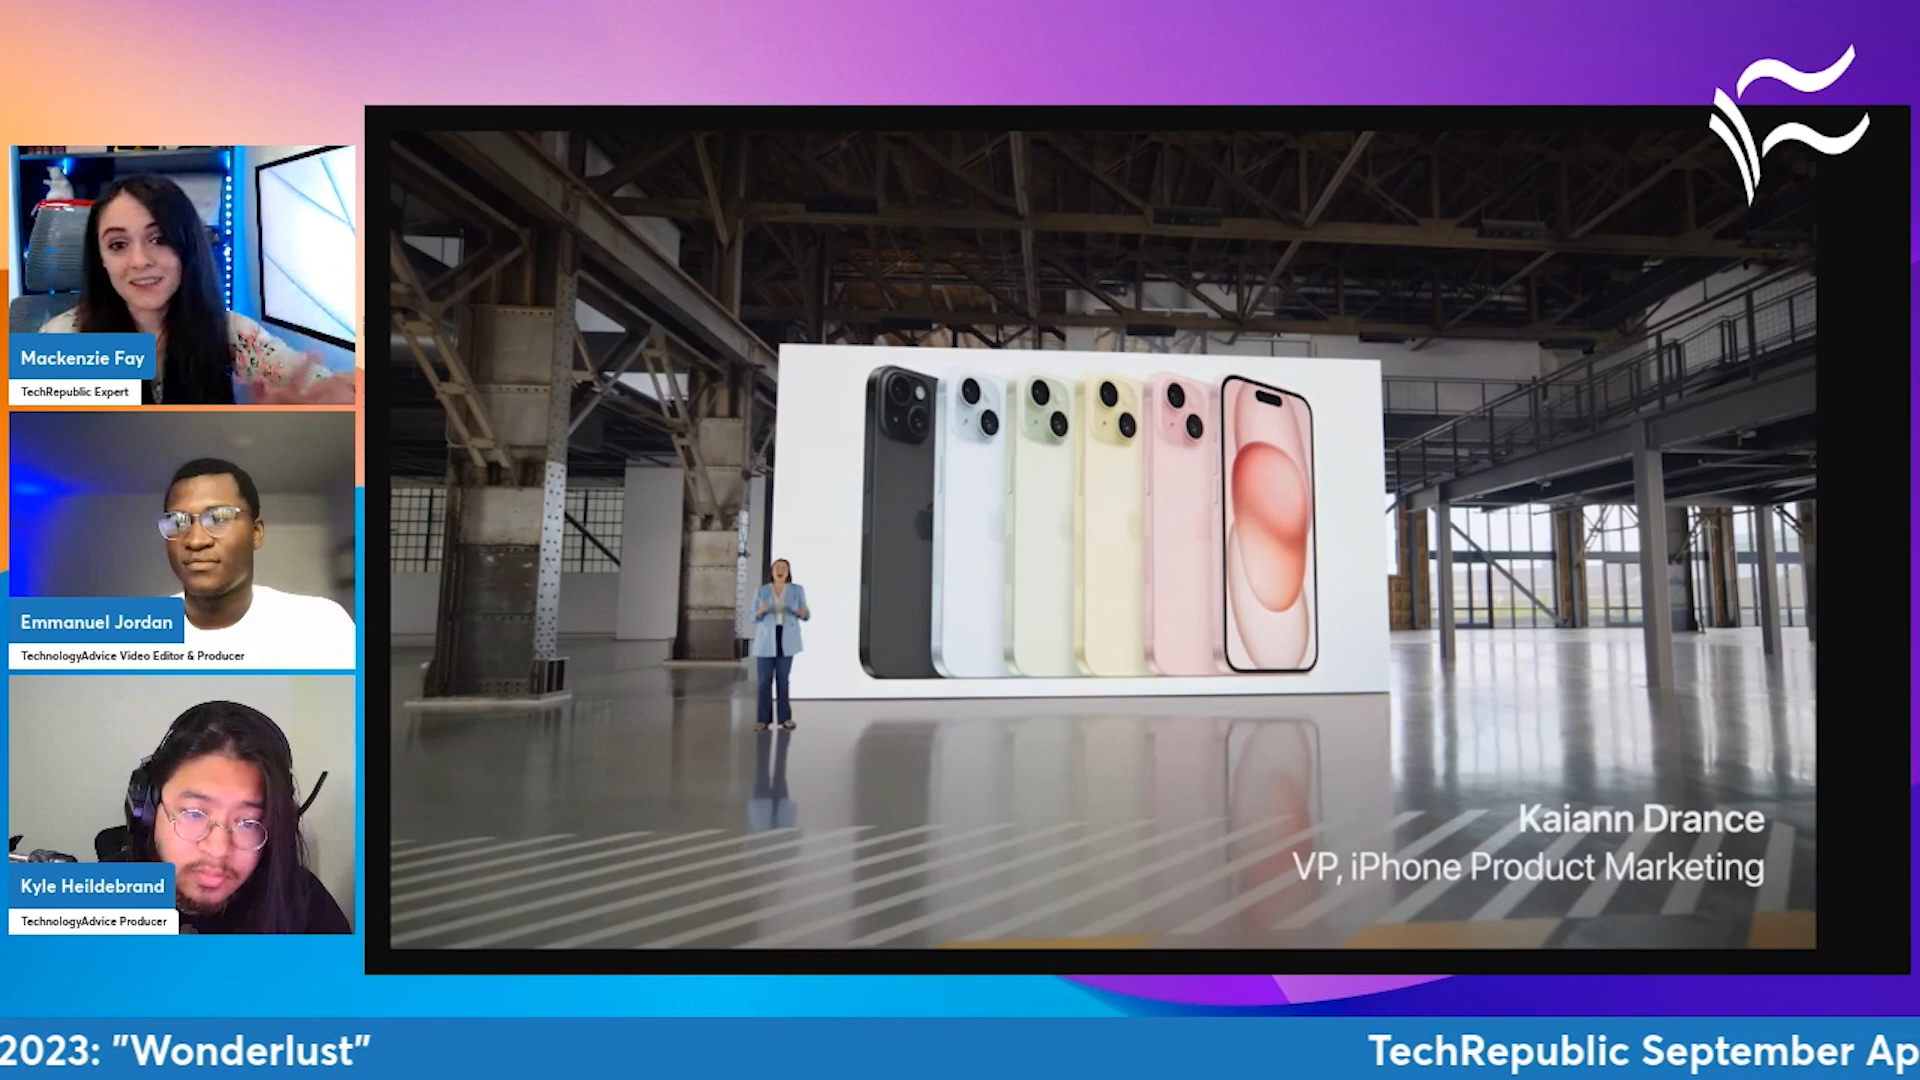 Mackenzie Fay
TechRepublic Expert
Emmanuel Jordan
TechnologyAdvice Video Editor & Producer
Kyle Heildebrand
TechnologyAdvice Producer
Kaiann Drance
VP, iPhone Product Marketing
2023: "Wonderlust"
TechRepublic September Ap